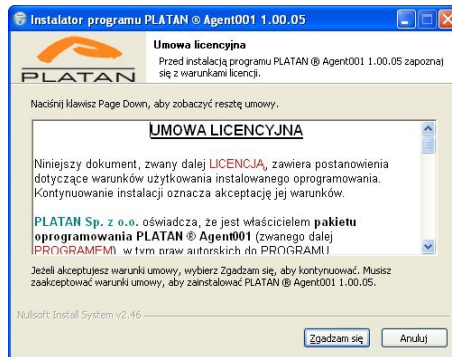 Instalator programu PLATAN ® Agent001 1.00.05
PLATAN
Umowa licencyjna
Przed instalacją programu PLATAN ® Agent001 1.00.05 zapoznaj
się z warunkami licencji.
Naciśnij klawisz Page Down, aby zobaczyć resztę umowy.
UMOWA LICENCYJNA
Niniejszy dokument, zwany dalej LICENCJĄ, zawiera postanowienia
dotyczące warunków użytkowania instalowanego oprogramowania.
Kontynuowanie instalacji oznacza akceptację jej warunków.
PLATAN Sp. z o.o. oświadcza, że jest właścicielem pakietu
oprogramowania PLATAN ® Agent001 (zwanego dalej
PROGRAMEM), w tym praw autorskich do PROGRAMU
Jeżeli akceptujesz warunki umowy, wybierz Zgadzam się, aby kontynuować. Musisz
zaakceptować warunki umowy, aby zainstalować PLATAN ® Agent001 1.00.05.
Nullsoft Install System v2.46
Zgadzam się
Anuluj